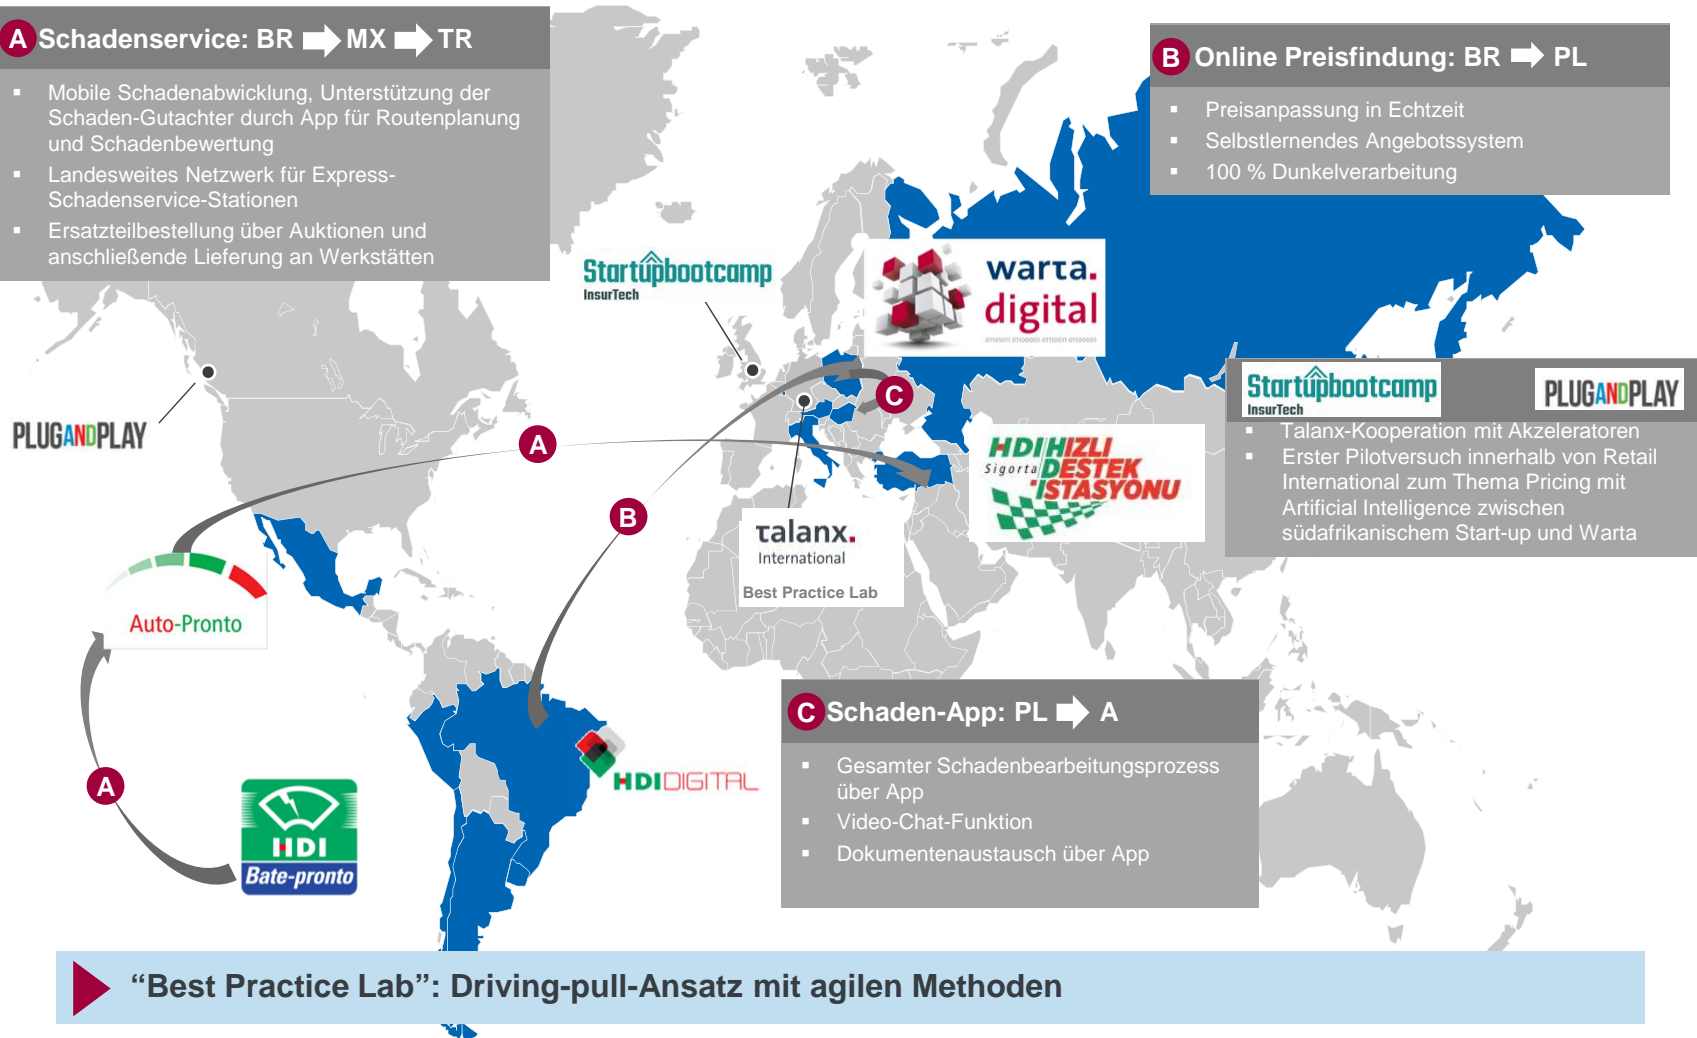 A Schadenservice: BR MX TR
▪ Mobile Schadenabwicklung, Unterstützung der
Schaden-Gutachter durch App für Routenplanung
und Schadenbewertung
▪ Landesweites Netzwerk für Express-
Schadenservice-Stationen
▪ Ersatzteilbestellung über Auktionen und
anschließende Lieferung an Werkstätten
B Online Preisfindung: BR PL
▪ Preisanpassung in Echtzeit
▪ Selbstlernendes Angebotssystem
▪ 100 % Dunkelverarbeitung
Startupbootcamp
InsurTech
warta.
digital
PLUGANDPLAY
A
B
C
Startupbootcamp
InsurTech
PLUGANDPLAY
▪ Talanx-Kooperation mit Akzeleratoren
▪ Erster Pilotversuch innerhalb von Retail
International zum Thema Pricing mit
Artificial Intelligence zwischen
südafrikanischem Start-up und Warta
HDI HIZLI
Sigorta DESTEK
İSTASYONU
talanx.
International
Best Practice Lab
Auto-Pronto
A
HDI
Bate-pronto
HDIDIGITAL
C Schaden-App: PL A
▪ Gesamter Schadenbearbeitungsprozess
über App
▪ Video-Chat-Funktion
▪ Dokumentenaustausch über App
“Best Practice Lab”: Driving-pull-Ansatz mit agilen Methoden